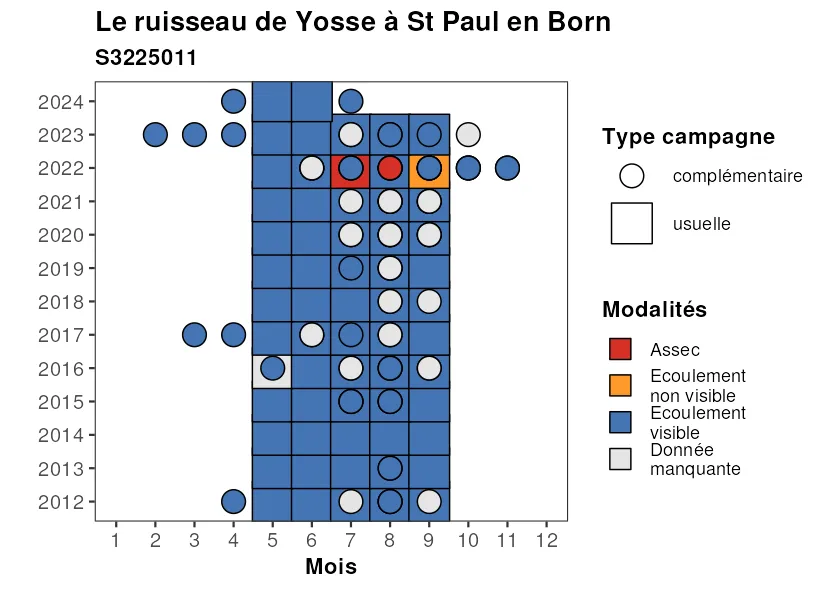 Le ruisseau de Yosse à St Paul en Born
S3225011
2024
2023
2022
2021
2020
2019
2018
2017
2016
2015
2014
2013
2012
1 2 3 4 5 6 7 8 9 10 11 12
Mois
Type campagne
complémentaire
usuelle
Modalités
Assec
Ecoulement
non visible
Ecoulement
visible
Donnée
manquante